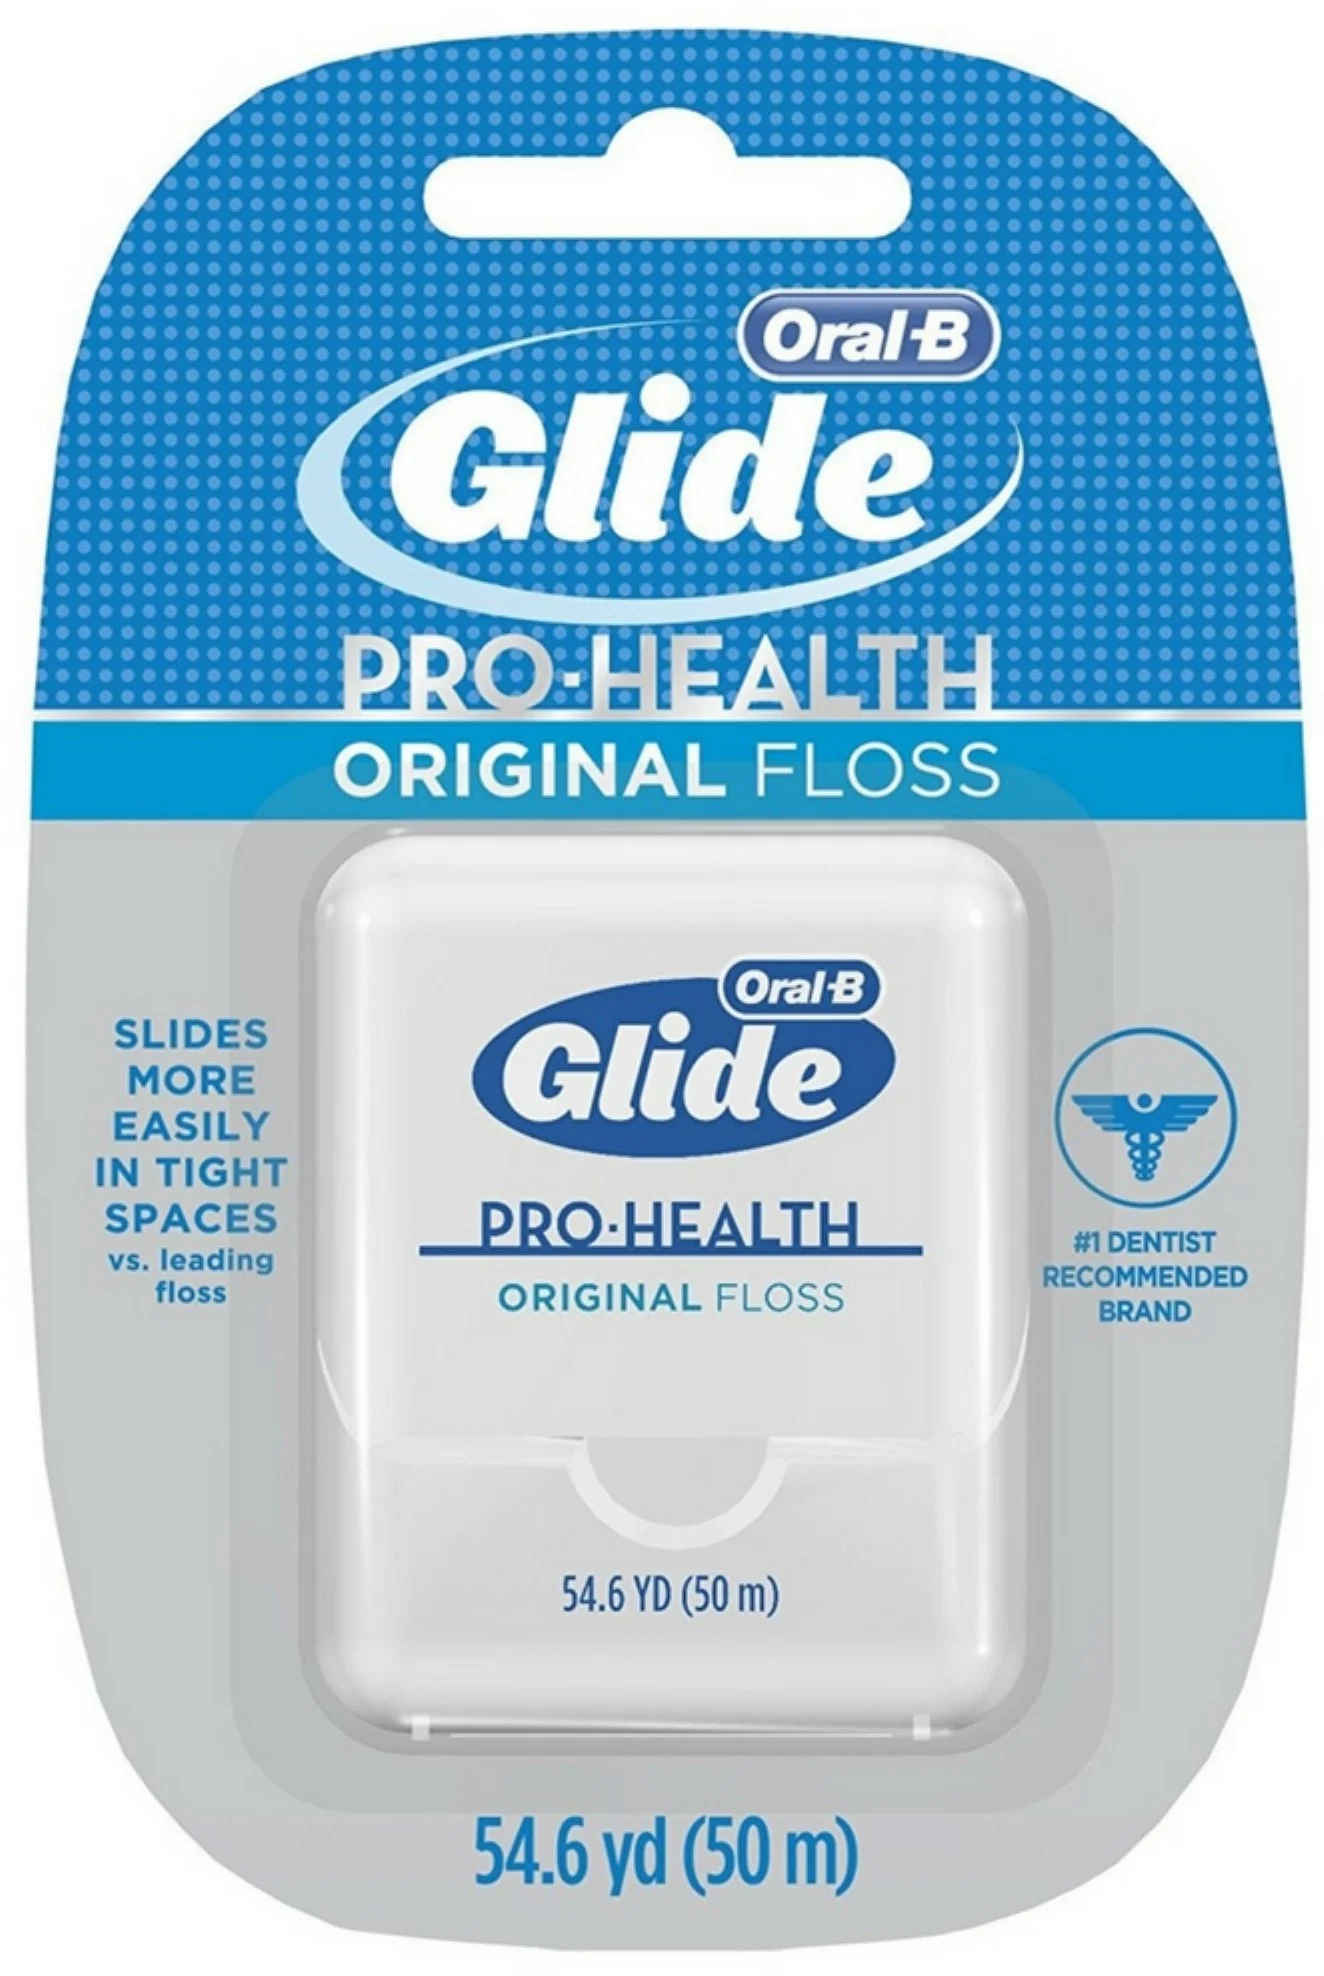 Oral-B
Glide
PRO-HEALTH
ORIGINAL FLOSS
SLIDES
MORE
EASILY
IN TIGHT
SPACES
vs. leading
floss
Oral-B
Glide
PRO-HEALTH
ORIGINAL FLOSS
54.6 YD (50 m)
#1 DENTIST
RECOMMENDED
BRAND
54.6 yd (50 m)